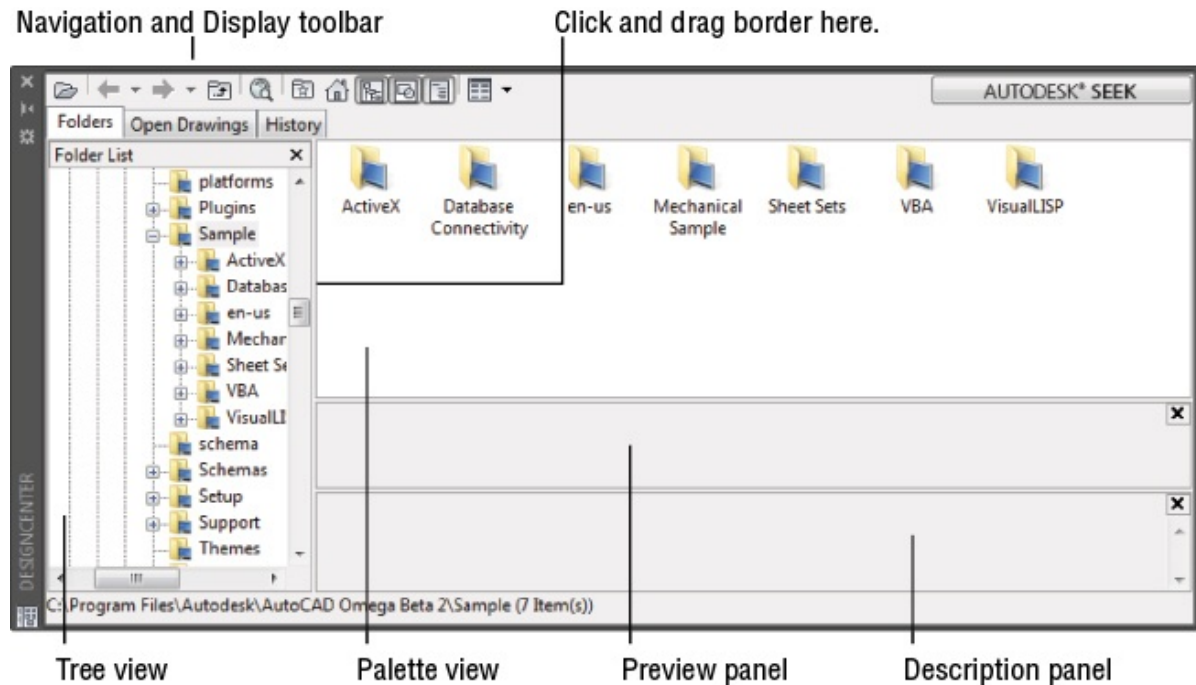 Navigation and Display toolbar
Click and drag border here.
AUTODESK® SEEK
Folders
Open Drawings
History
Folder List
platforms
Plugins
Sample
ActiveX
Databas
en-us
Mechar
Sheet Se
VBA
VisualLI
schema
Schemas
Setup
Support
Themes
ActiveX
Database
Connectivity
en-us
Mechanical
Sample
Sheet Sets
VBA
VisualLISP
DESIGNCENTER
C:\Program Files\Autodesk\AutoCAD Omega Beta 2\Sample (7 Item(s))
Tree view
Palette view
Preview panel
Description panel